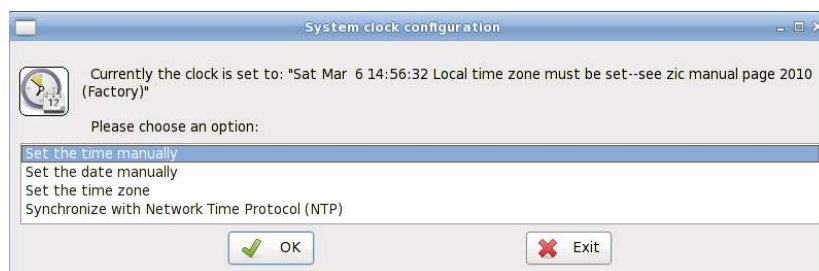 System clock configuration
Currently the clock is set to: "Sat Mar 6 14:56:32 Local time zone must be set--see zic manual page 2010
(Factory)"
Please choose an option:
Set the time manually
Set the date manually
Set the time zone
Synchronize with Network Time Protocol (NTP)
OK
Exit